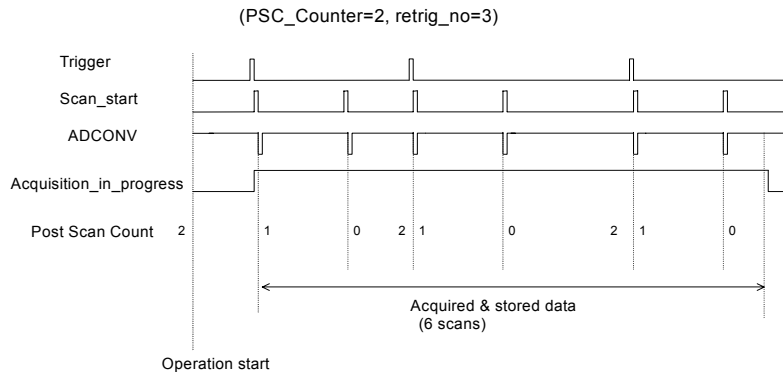 (PSC_Counter=2, retrig_no=3)
Trigger
Scan_start
ADCONV
Acquisition_in_progress
Post Scan Count 2 1 0 2 1 0 2 1 0
Acquired & stored data
(6 scans)
Operation start